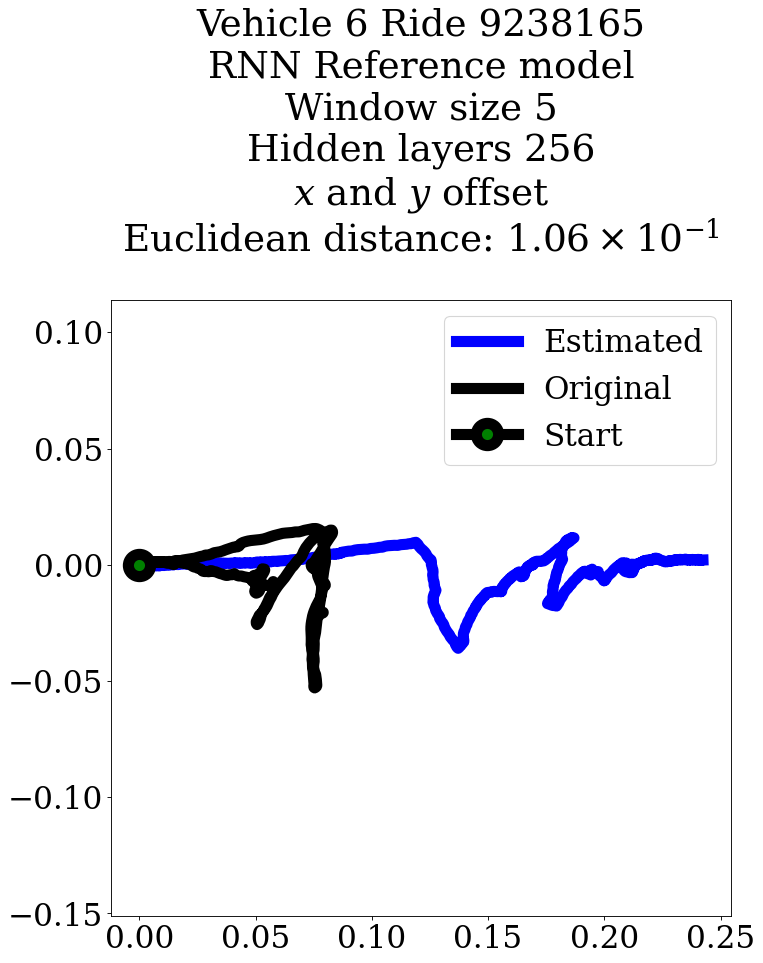 Vehicle 6 Ride 9238165
RNN Reference model
Window size 5
Hidden layers 256
x and y offset
Euclidean distance: 1.06 × 10⁻¹
Estimated
Original
Start
0.10
0.05
0.00
−0.05
−0.10
−0.15
0.00 0.05 0.10 0.15 0.20 0.25